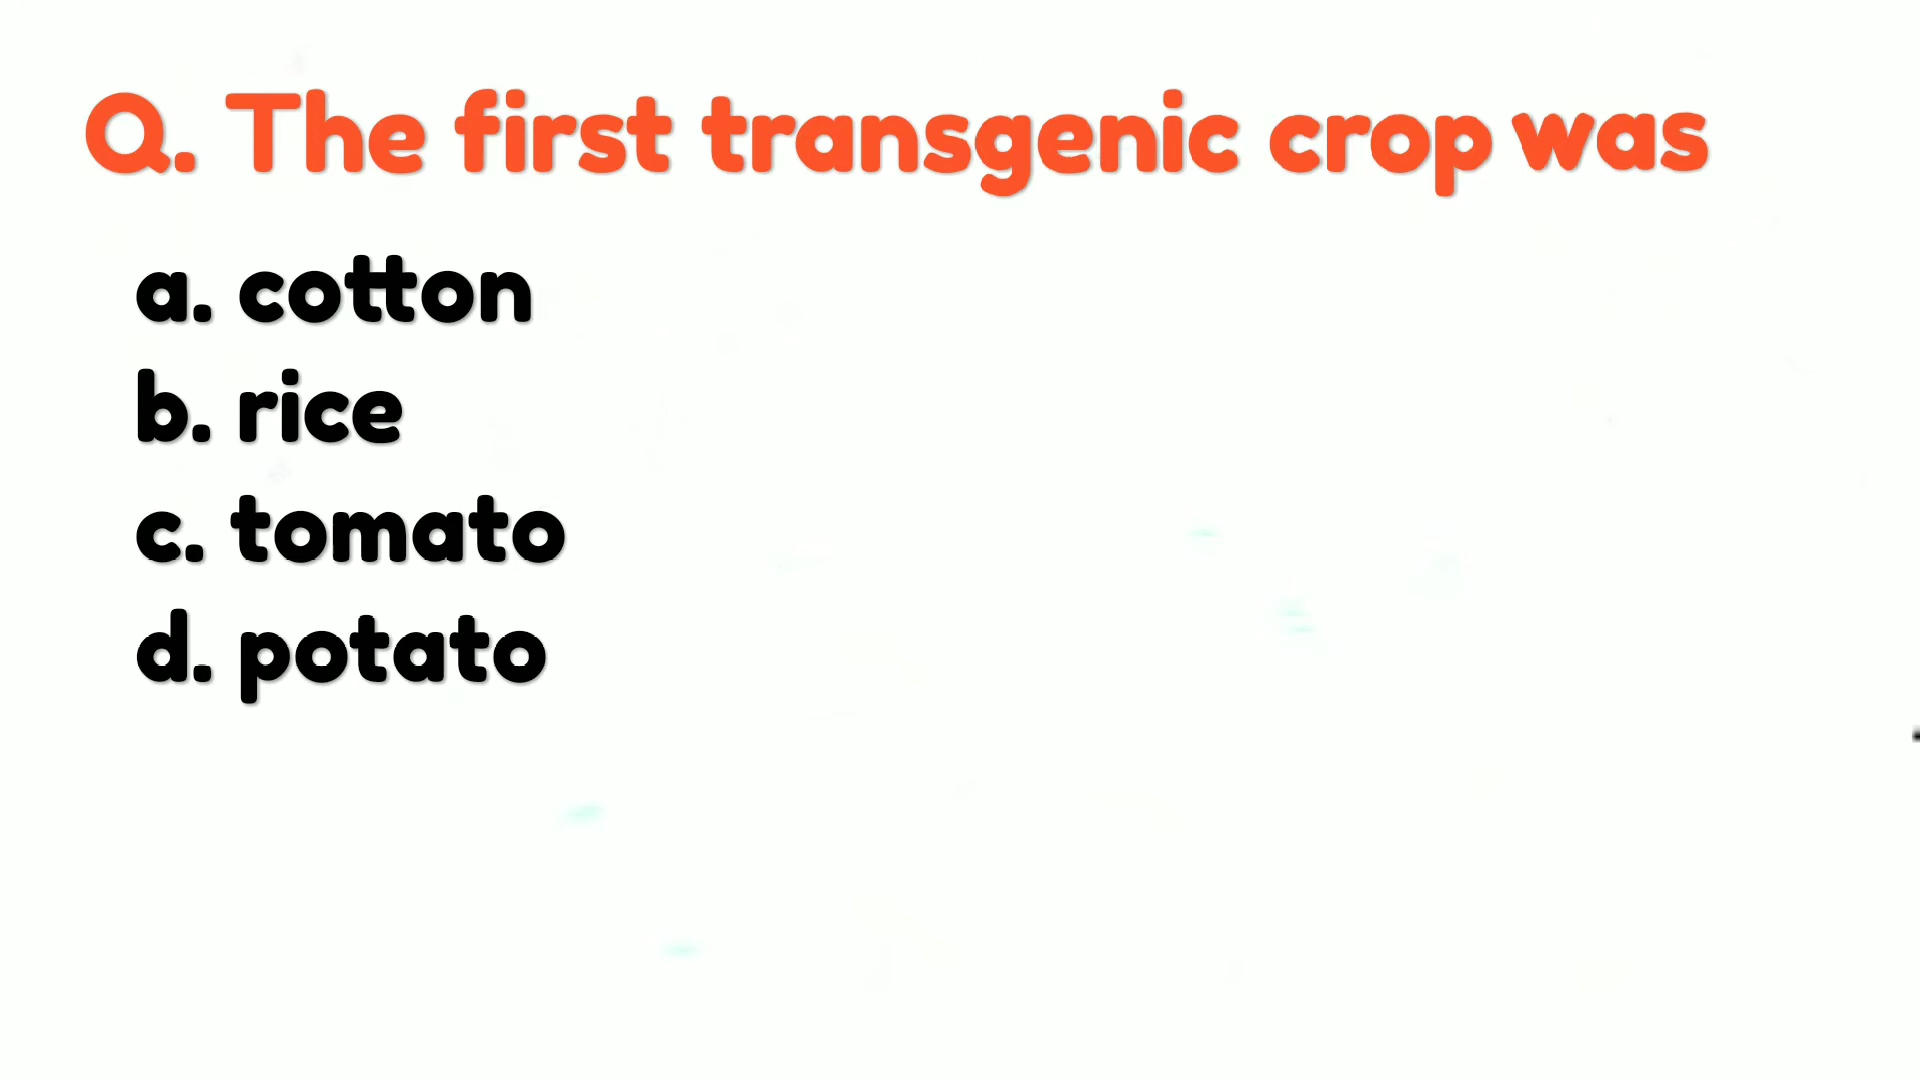 Q. The first transgenic crop was
a. cotton
b. rice
c. tomato
d. potato